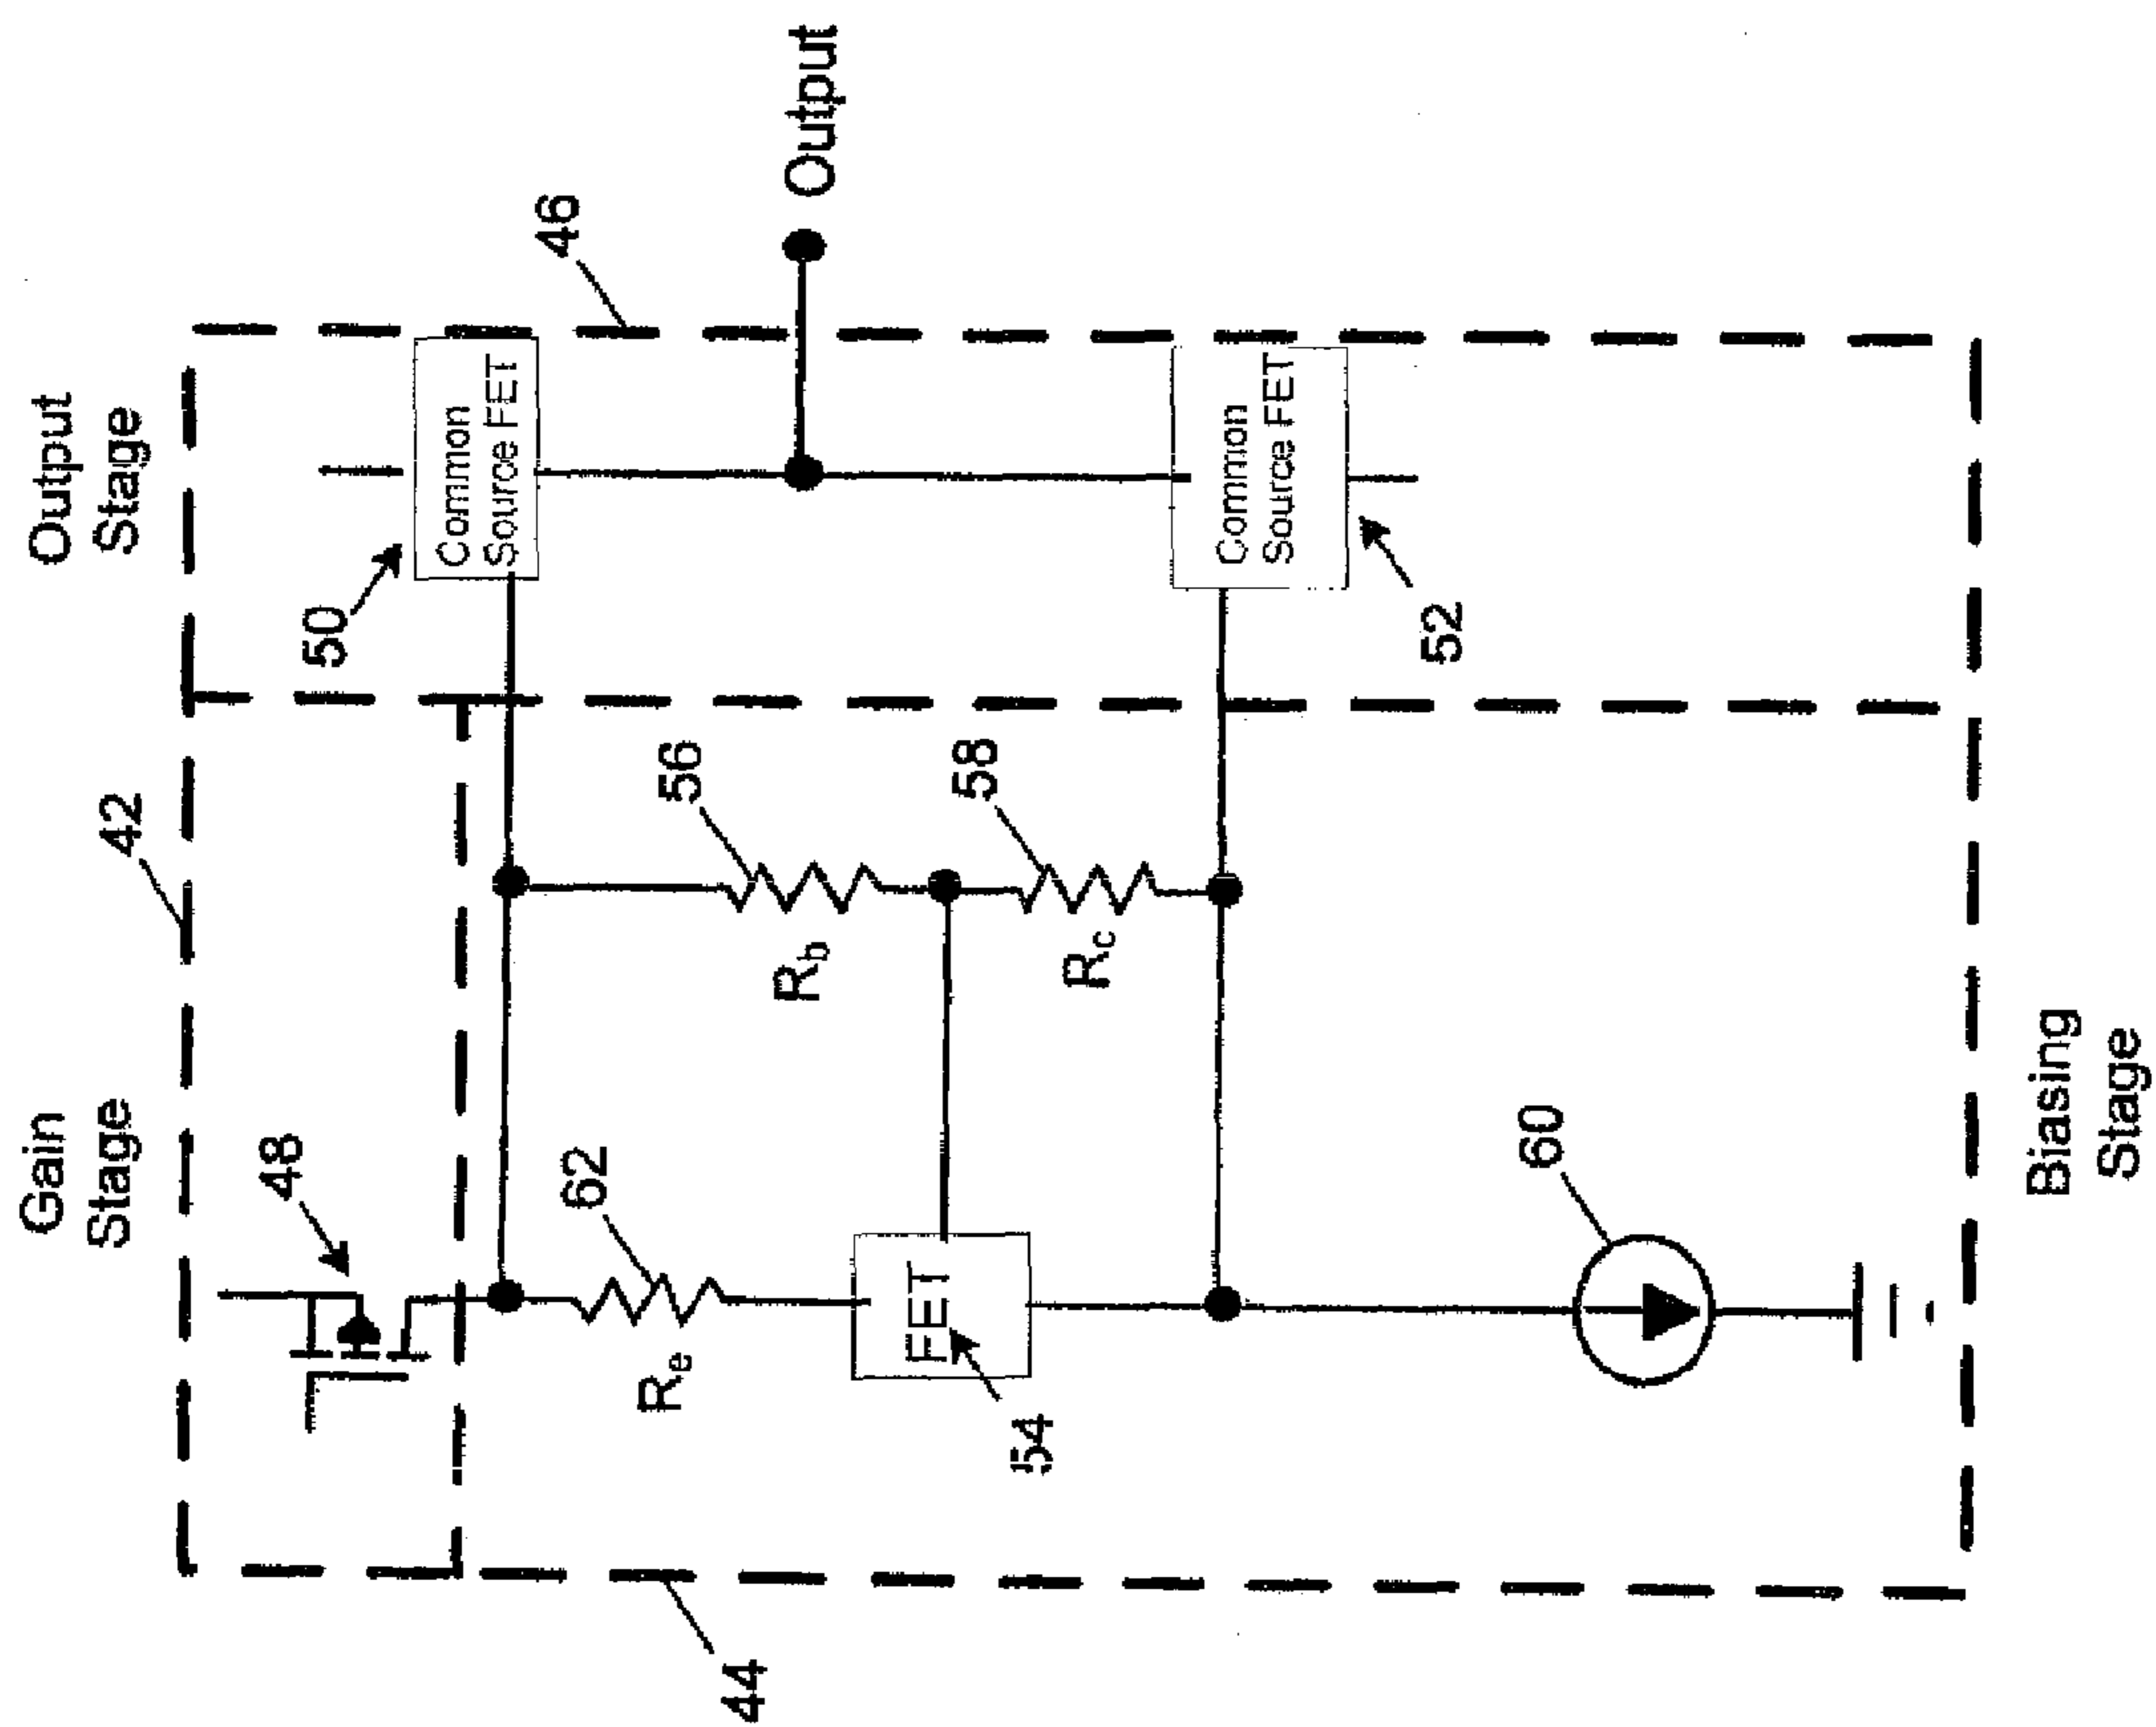 Gain
Stage
42
Output
Stage
48
50
46
Common
Source FET
62
R_e
56
R_b
Output
FET
54
58
R_c
Common
Source FET
52
44
60
Biasing
Stage